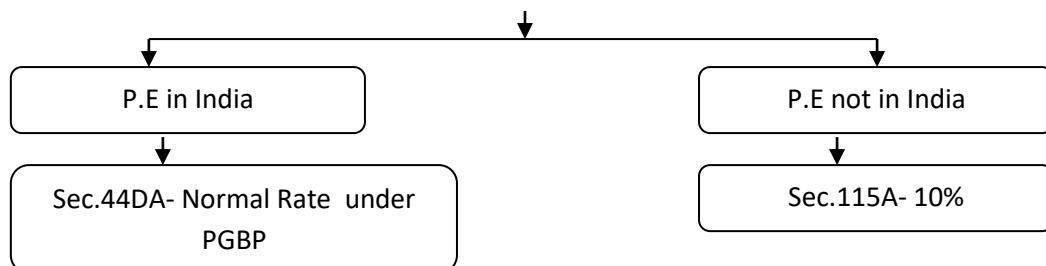 P.E in India
P.E not in India
Sec.44DA- Normal Rate under
PGBP
Sec.115A- 10%